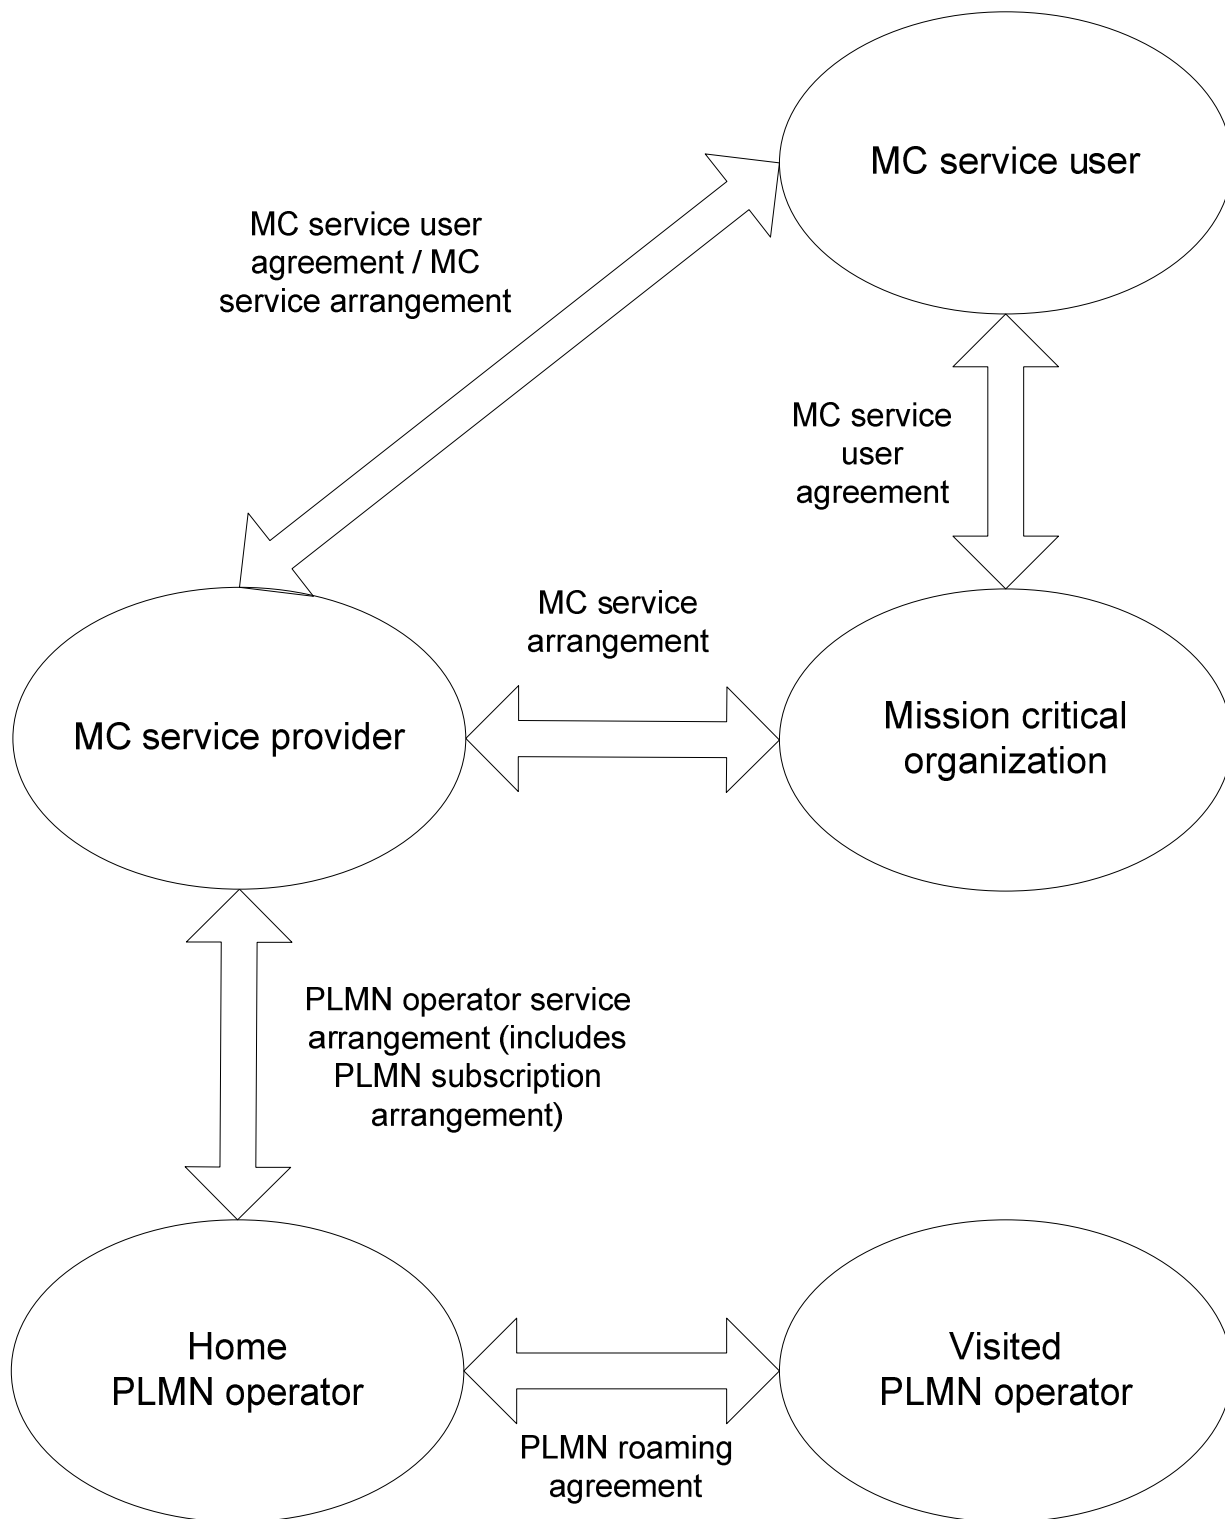 MC service user
MC service user
agreement / MC
service arrangement
MC service
user
agreement
MC service
arrangement
MC service provider
Mission critical
organization
PLMN operator service
arrangement (includes
PLMN subscription
arrangement)
Home
PLMN operator
Visited
PLMN operator
PLMN roaming
agreement